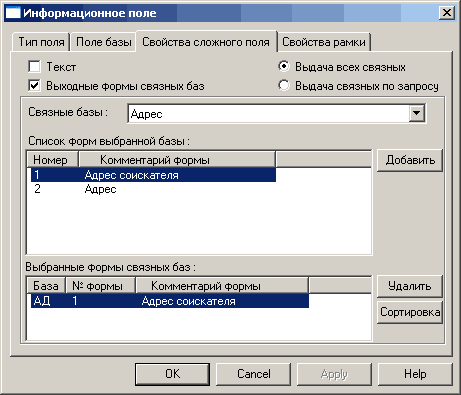 Информационное поле
Тип поля Поле базы Свойства сложного поля Свойства рамки
Текст Выдача всех связных
Выходные формы связных баз Выдача связных по запросу
Связные базы : Адрес
Список форм выбранной базы :
Номер Комментарий формы Добавить
1 Адрес соискателя
2 Адрес
Выбранные формы связных баз :
База № формы Комментарий формы Удалить
АД 1 Адрес соискателя
Сортировка
OK Cancel Apply Help